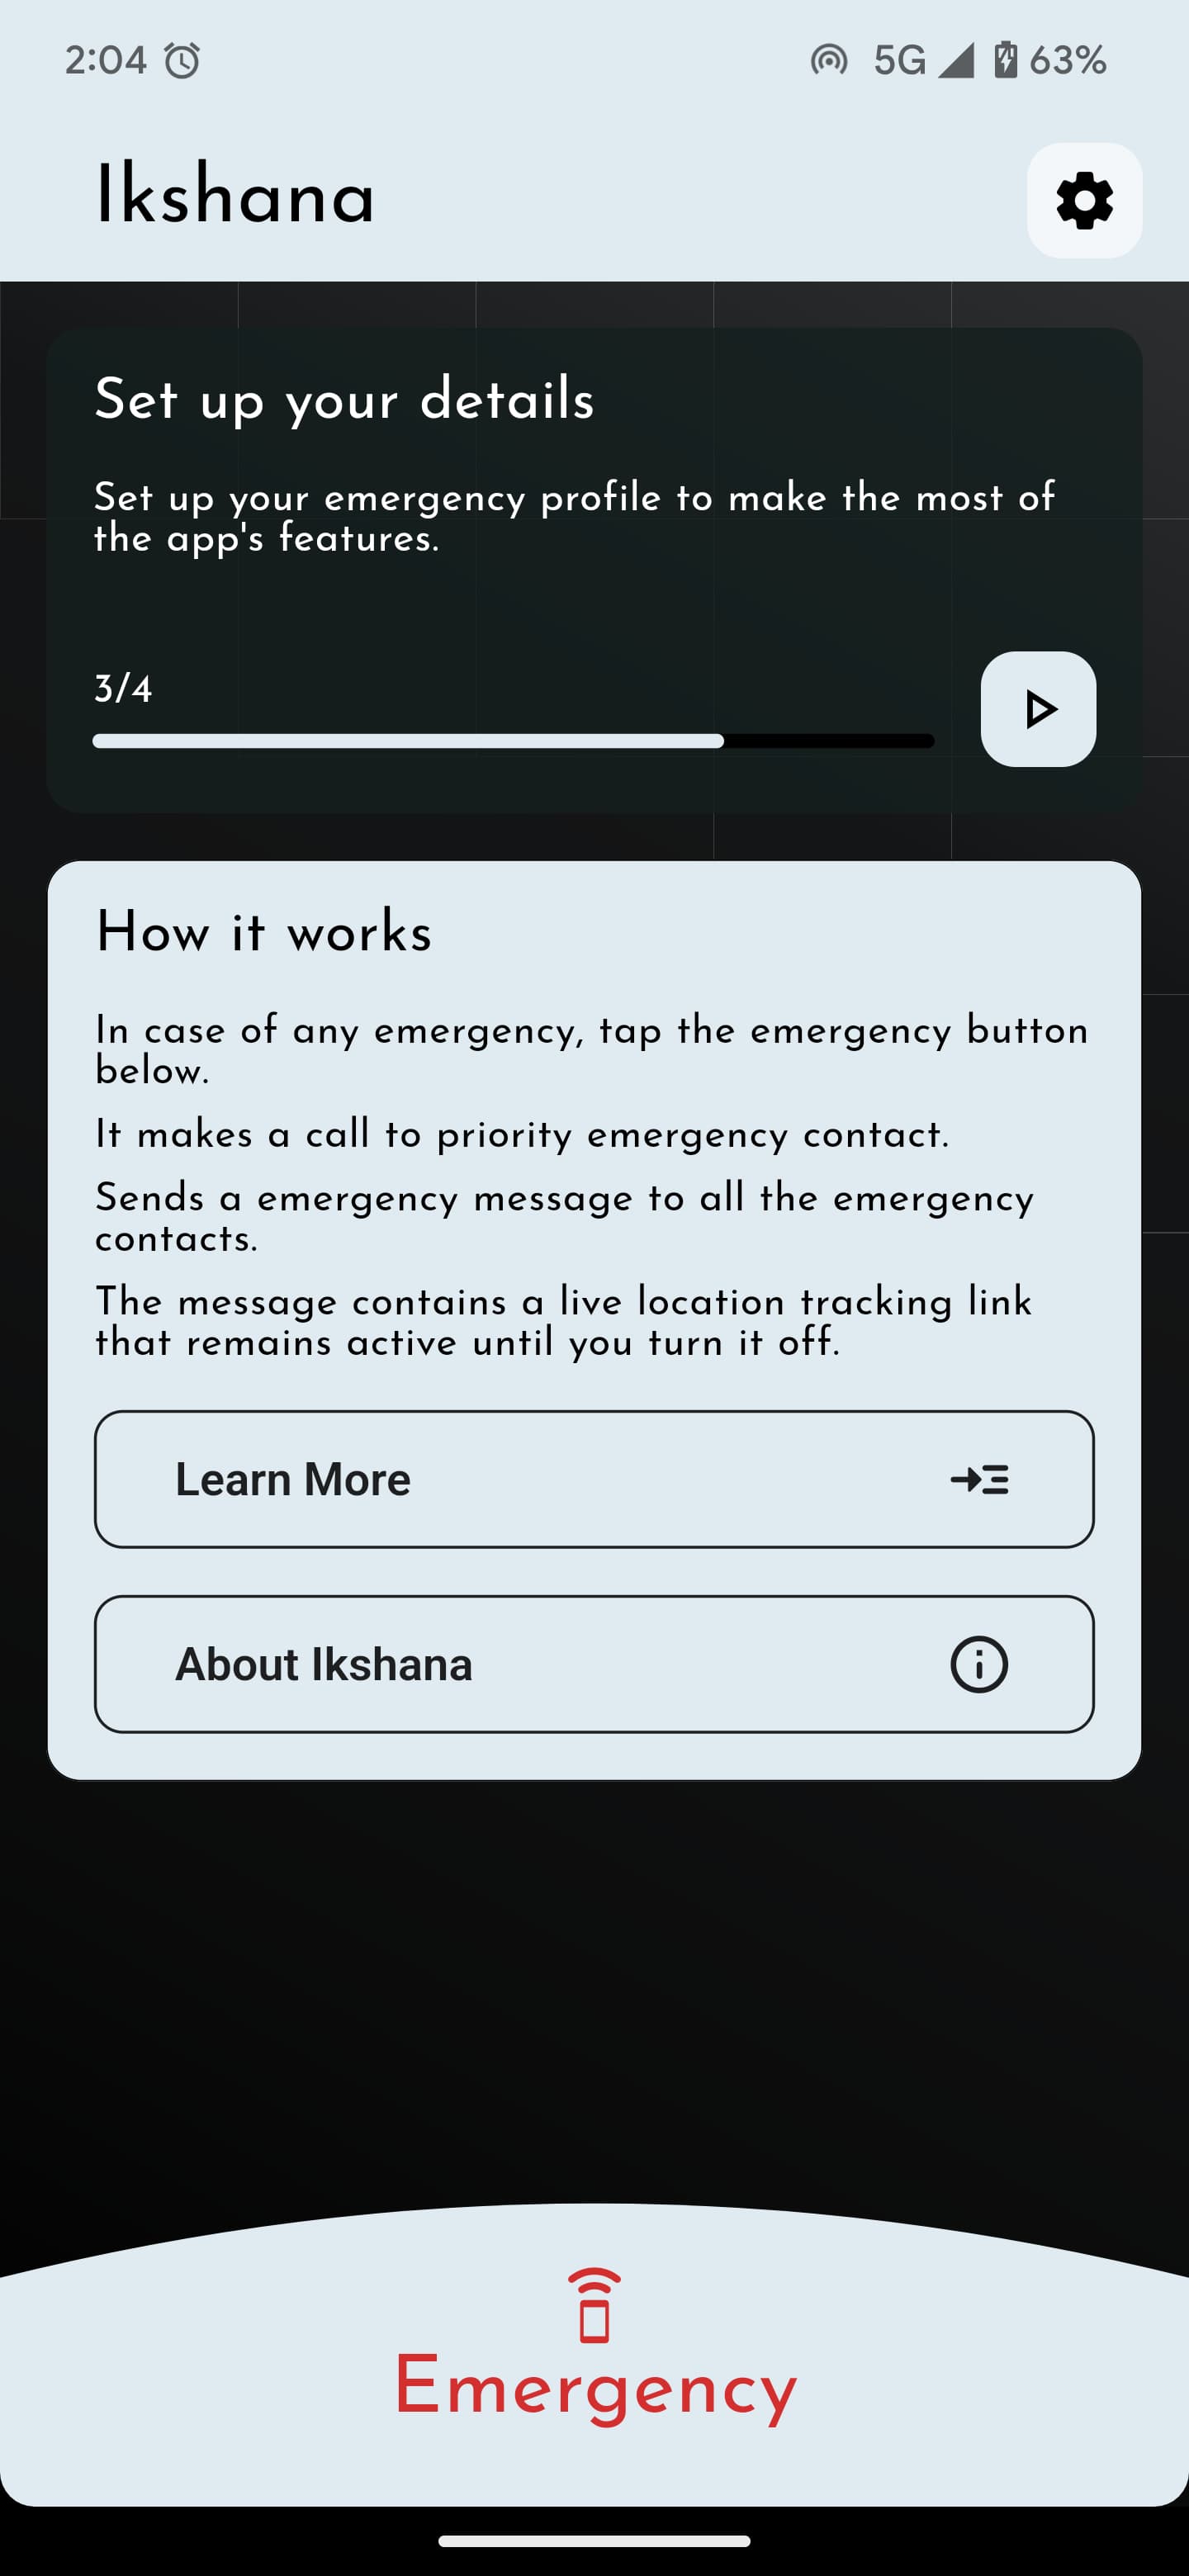 2:04
5G
63%
Ikshana
Set up your details
Set up your emergency profile to make the most of
the app's features.
3/4
How it works
In case of any emergency, tap the emergency button
below.
It makes a call to priority emergency contact.
Sends a emergency message to all the emergency
contacts.
The message contains a live location tracking link
that remains active until you turn it off.
Learn More
About Ikshana
Emergency